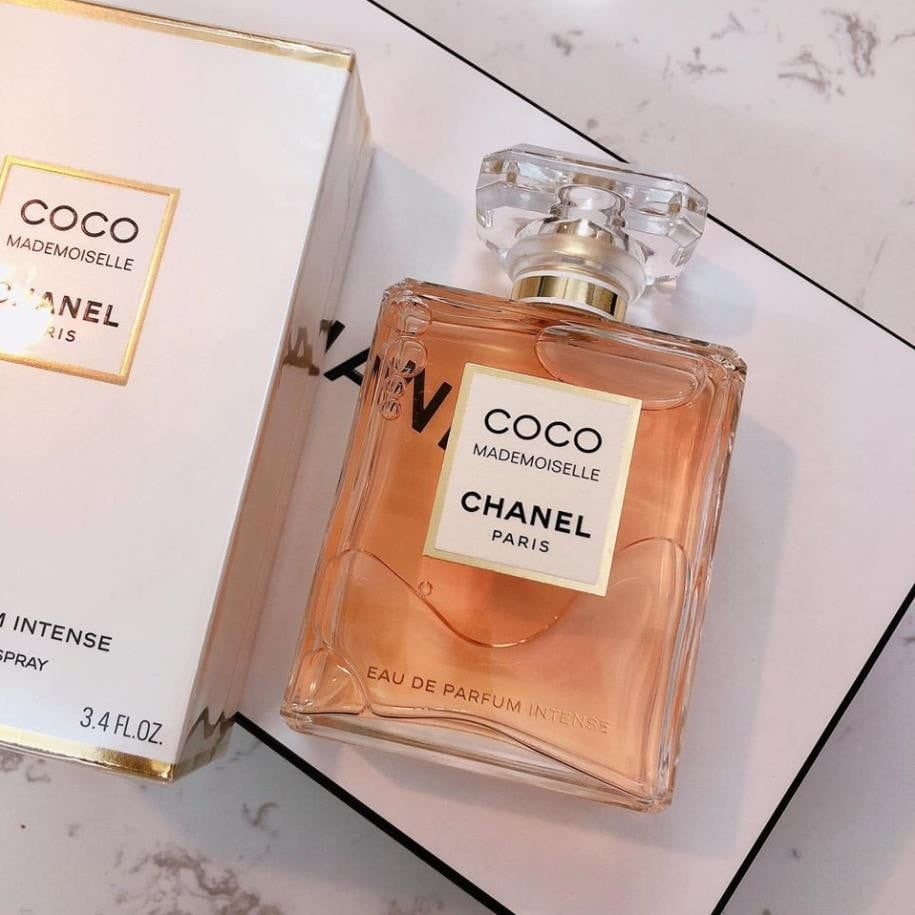 COCO
MADEMOISELLE
CHANEL
PARIS
INTENSE
SPRAY
3.4 FL.OZ.
COCO
MADEMOISELLE
CHANEL
PARIS
EAU DE PARFUM INTENSE